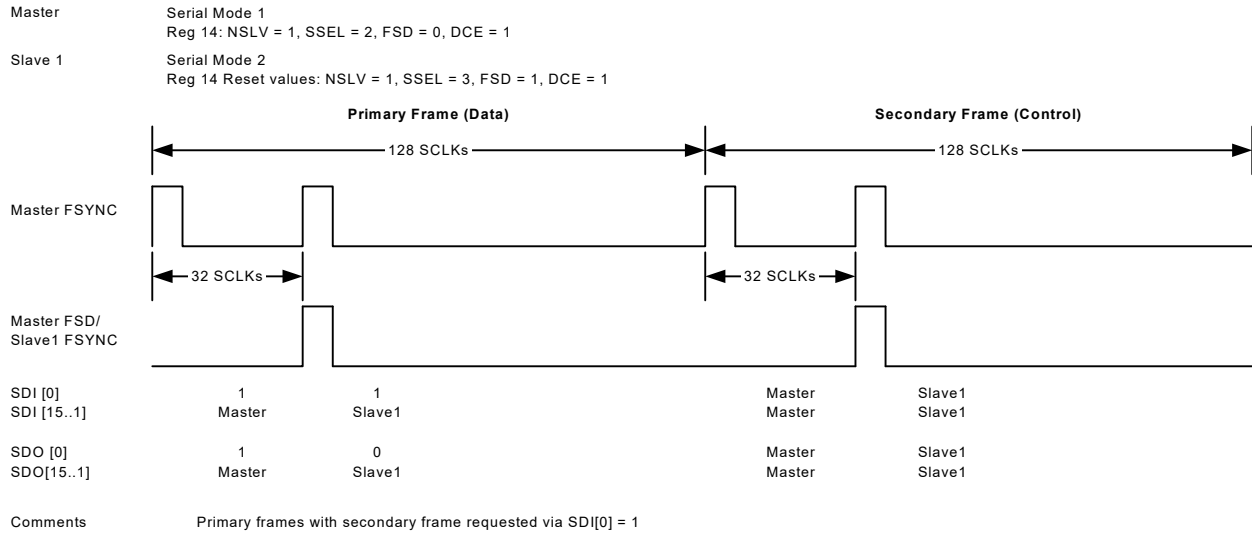 Master Serial Mode 1
Reg 14: NSLV = 1, SSEL = 2, FSD = 0, DCE = 1
Slave 1 Serial Mode 2
Reg 14 Reset values: NSLV = 1, SSEL = 3, FSD = 1, DCE = 1
Primary Frame (Data) Secondary Frame (Control)
128 SCLKs 128 SCLKs
Master FSYNC
32 SCLKs 32 SCLKs
Master FSD/
Slave1 FSYNC
SDI [0] 1 1 Master Slave1
SDI [15..1] Master Slave1 Master Slave1
SDO [0] 1 0 Master Slave1
SDO[15..1] Master Slave1 Master Slave1
Comments Primary frames with secondary frame requested via SDI[0] = 1